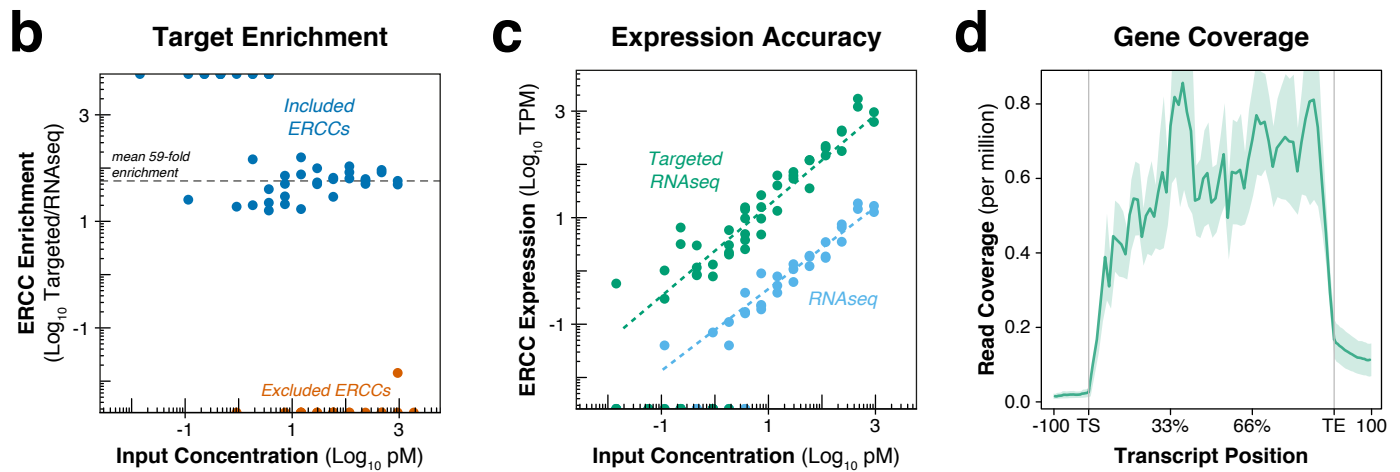 b Target Enrichment
ERCC Enrichment
(Log10 Targeted/RNAseq)
3
1
-1
Included
ERCCs
mean 59-fold
enrichment
Excluded ERCCs
-1 1 3
Input Concentration (Log10 pM)
c Expression Accuracy
ERCC Expression (Log10 TPM)
3
1
-1
Targeted
RNAseq
RNAseq
-1 1 3
Input Concentration (Log10 pM)
d Gene Coverage
Read Coverage (per million)
0.8
0.6
0.4
0.2
0.0
-100 TS 33% 66% TE 100
Transcript Position